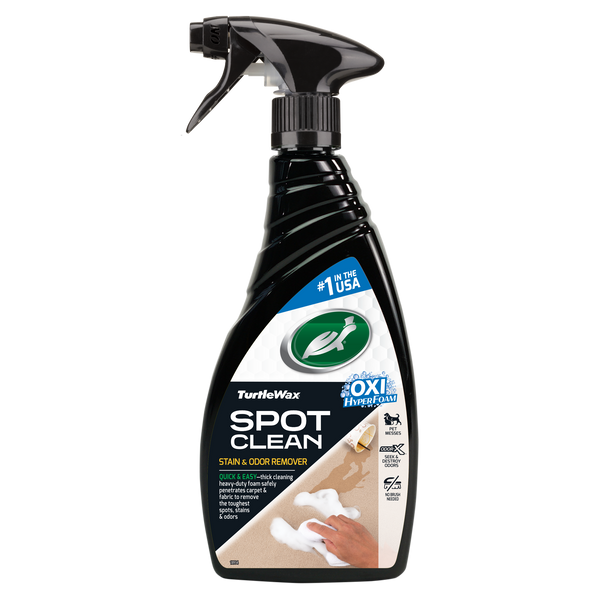 #1 IN THE
USA
OXI
HYPERFOAM
TurtleWax®
SPOT
CLEAN
STAIN & ODOR REMOVER
QUICK & EASY—thick cleaning
heavy-duty foam safely
penetrates carpet &
fabric to remove
the toughest
spots, stains
& odors
PET
MESSES
ODOR X
SEEK &
DESTROY
ODORS
NO BRUSH
NEEDED